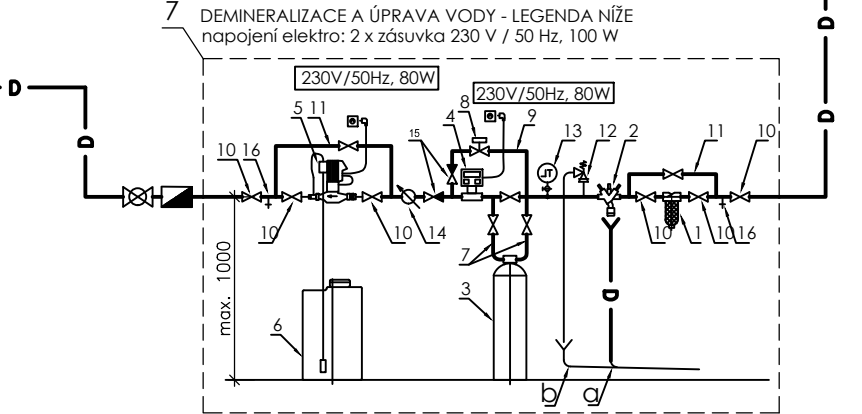 7 DEMINERALIZACE A ÚPRAVA VODY - LEGENDA NÍŽE
napojení elektro: 2 x zásuvka 230 V / 50 Hz, 100 W
D
D
D
D
230V/50Hz, 80W
230V/50Hz, 80W
10 16 5 11 15 4 8 9 13 12 2 11 10
JT
10 10 14 7 10 1 10 16
max. 1000
6
3
D
b a